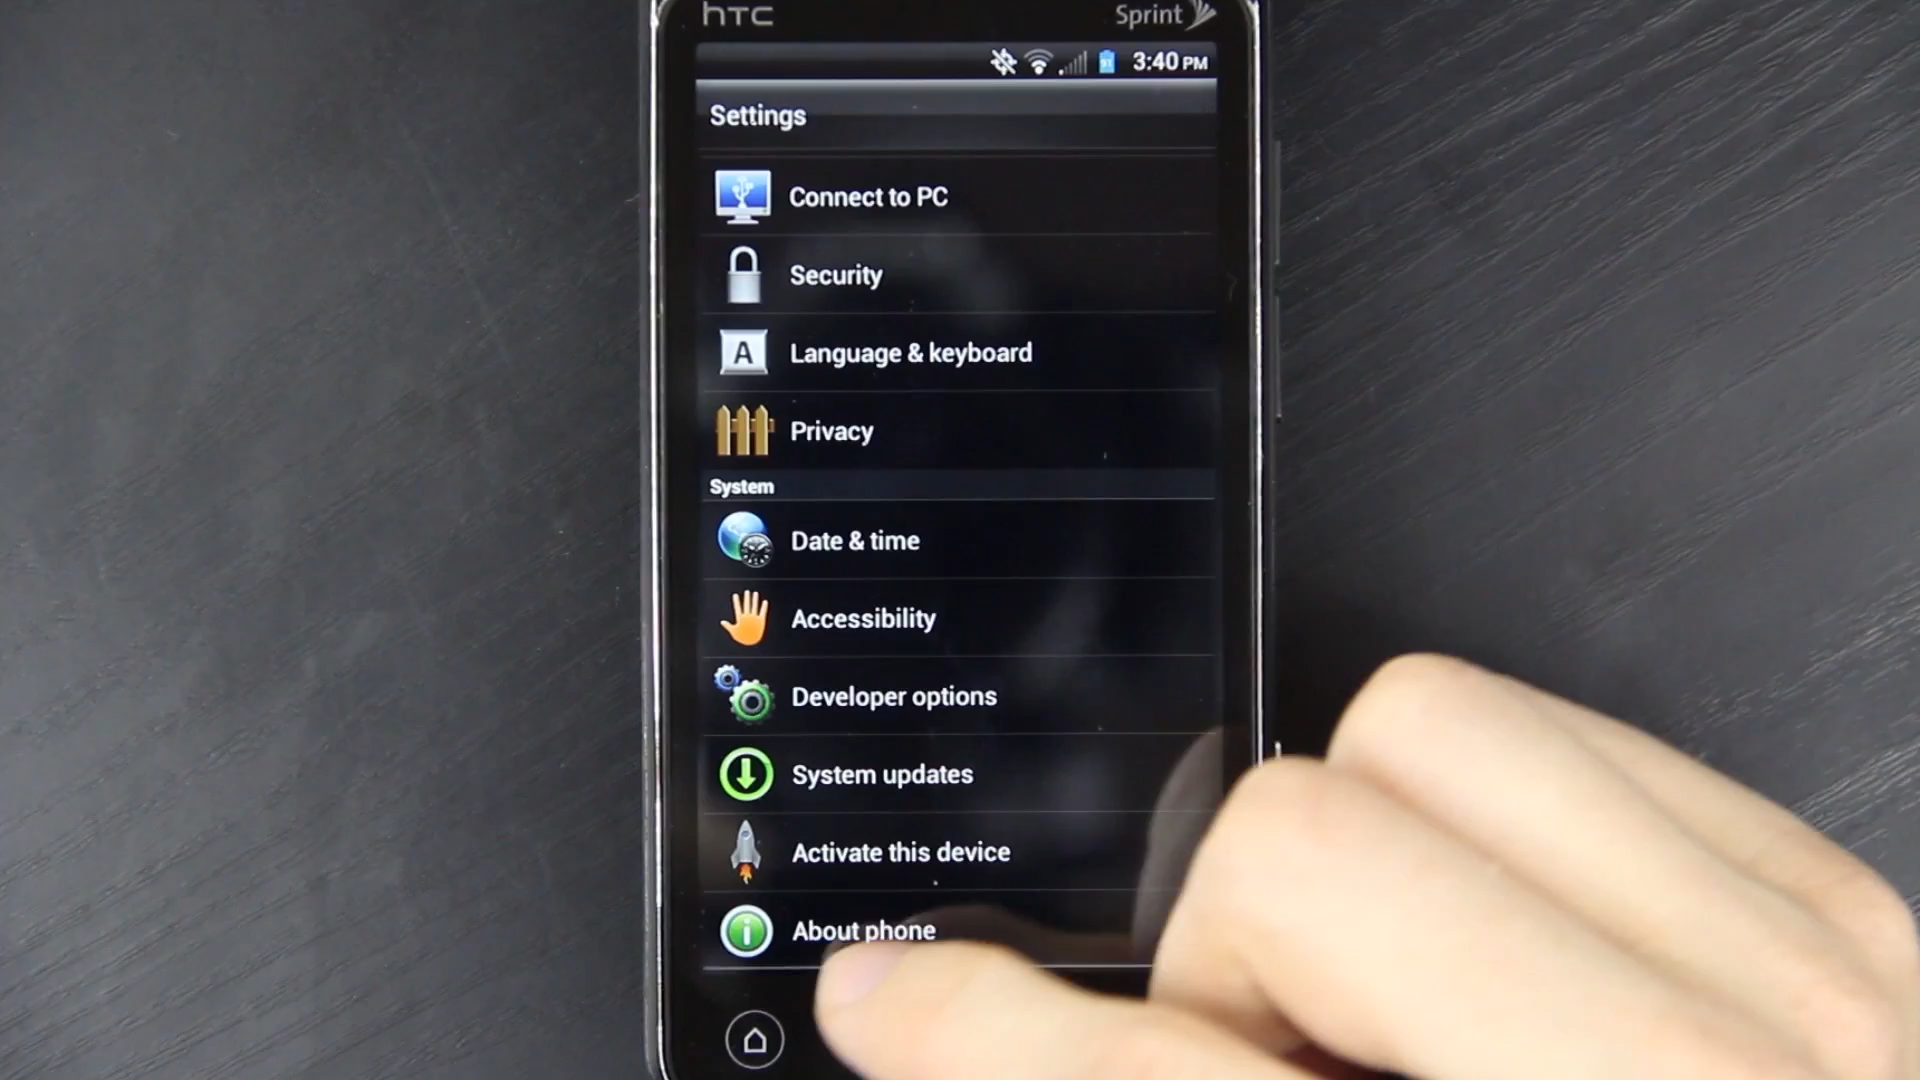 hTC Sprint
91 3:40 PM
Settings
Connect to PC
Security
A Language & keyboard
Privacy
System
Date & time
Accessibility
Developer options
System updates
Activate this device
i About phone